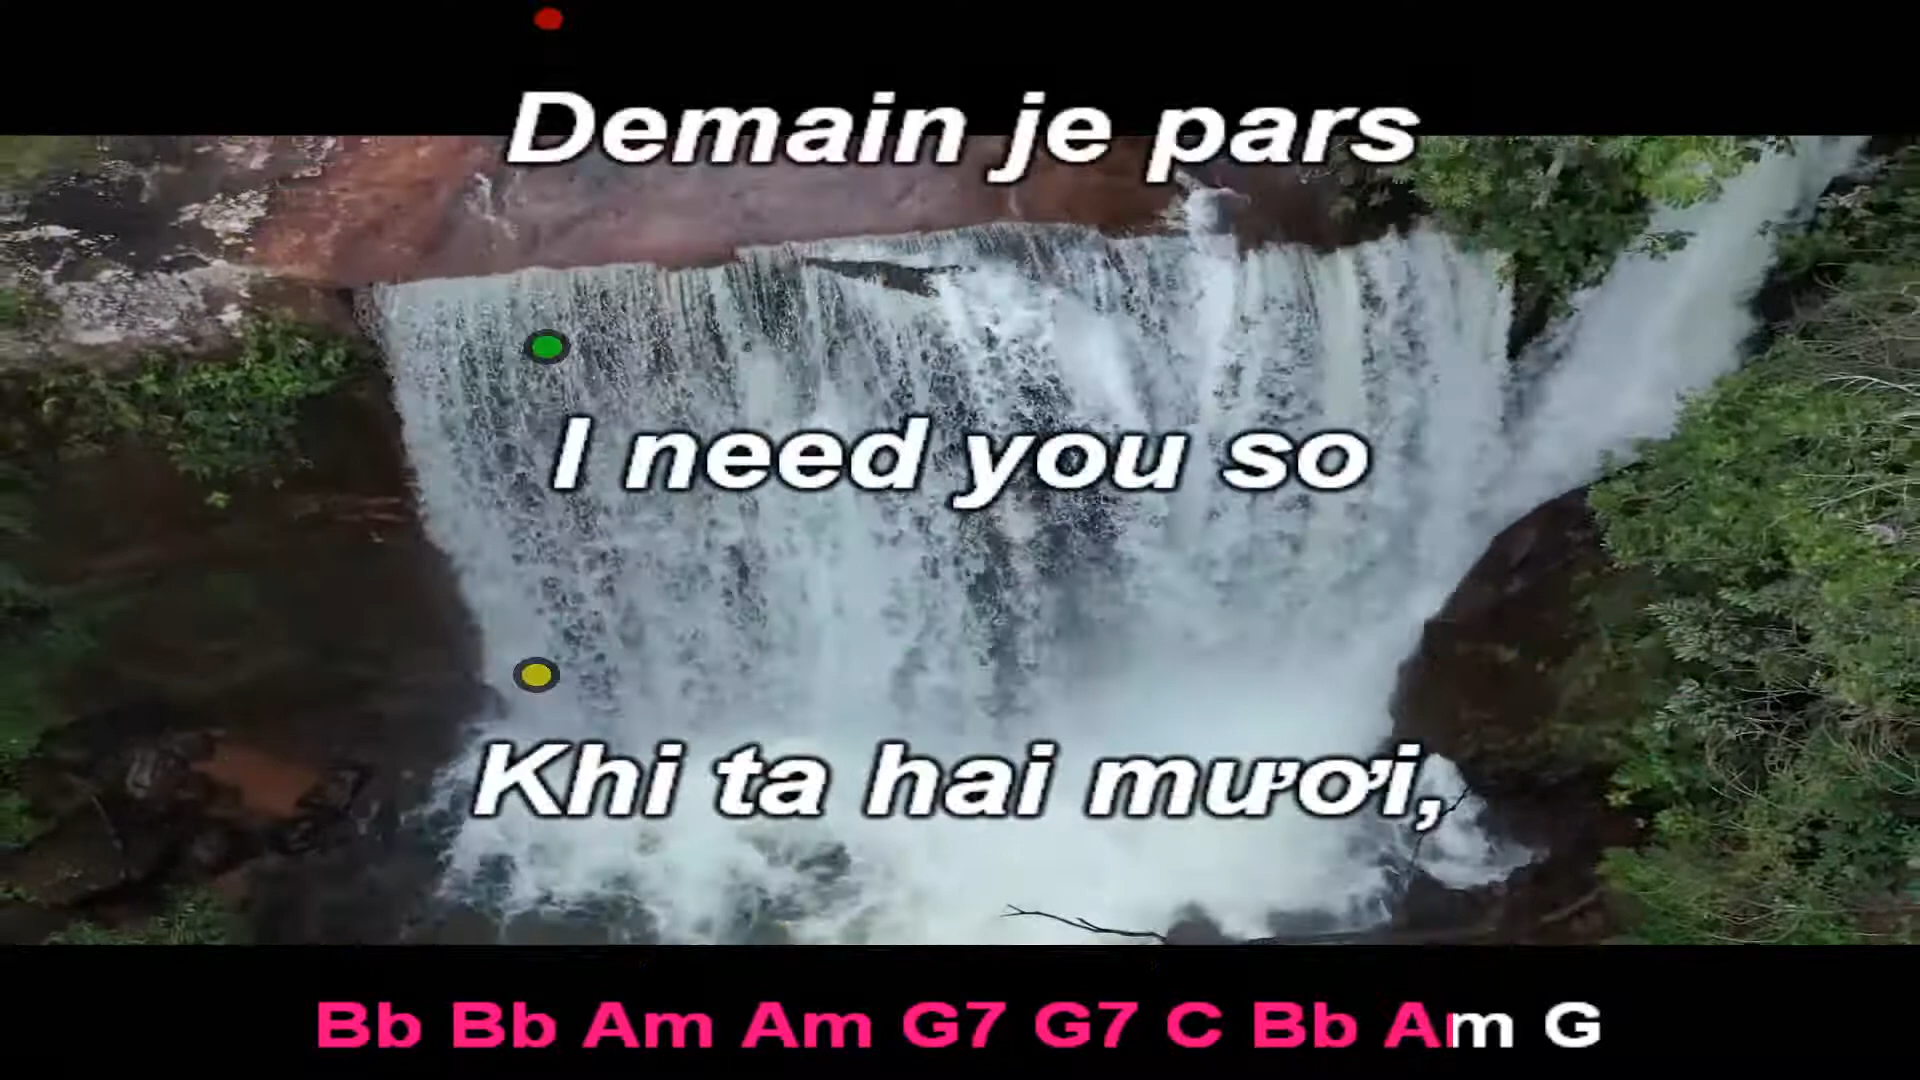 Demain je pars
I need you so
Khi ta hai mươi,
Bb Bb Am Am G7 G7 C Bb Am G